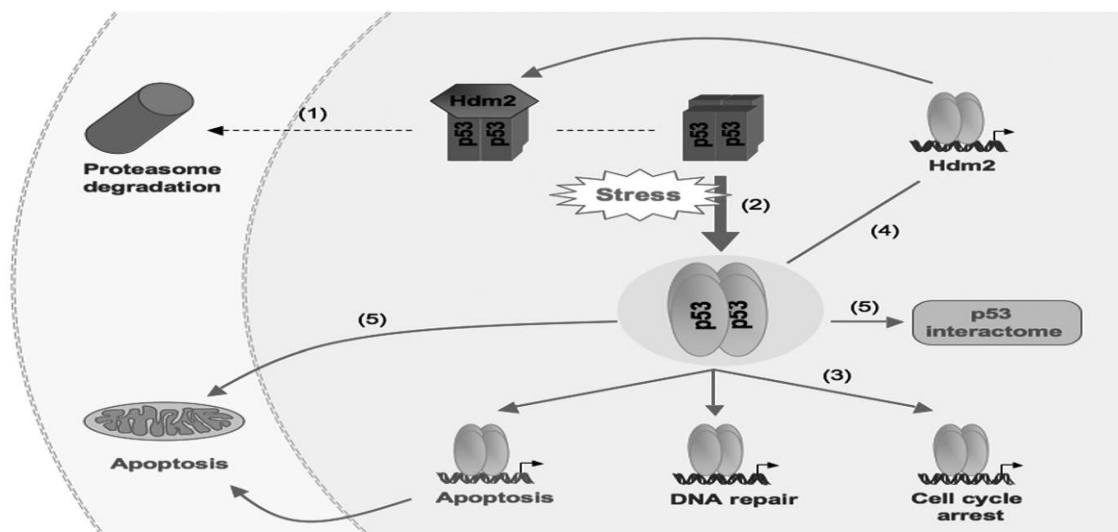 Hdm2
p53 p53
(1)
Proteasome
degradation
p53 p53
Hdm2
Stress
(2)
(4)
p53 p53
(5)
(5)
p53
interactome
(3)
Apoptosis
Apoptosis
DNA repair
Cell cycle
arrest